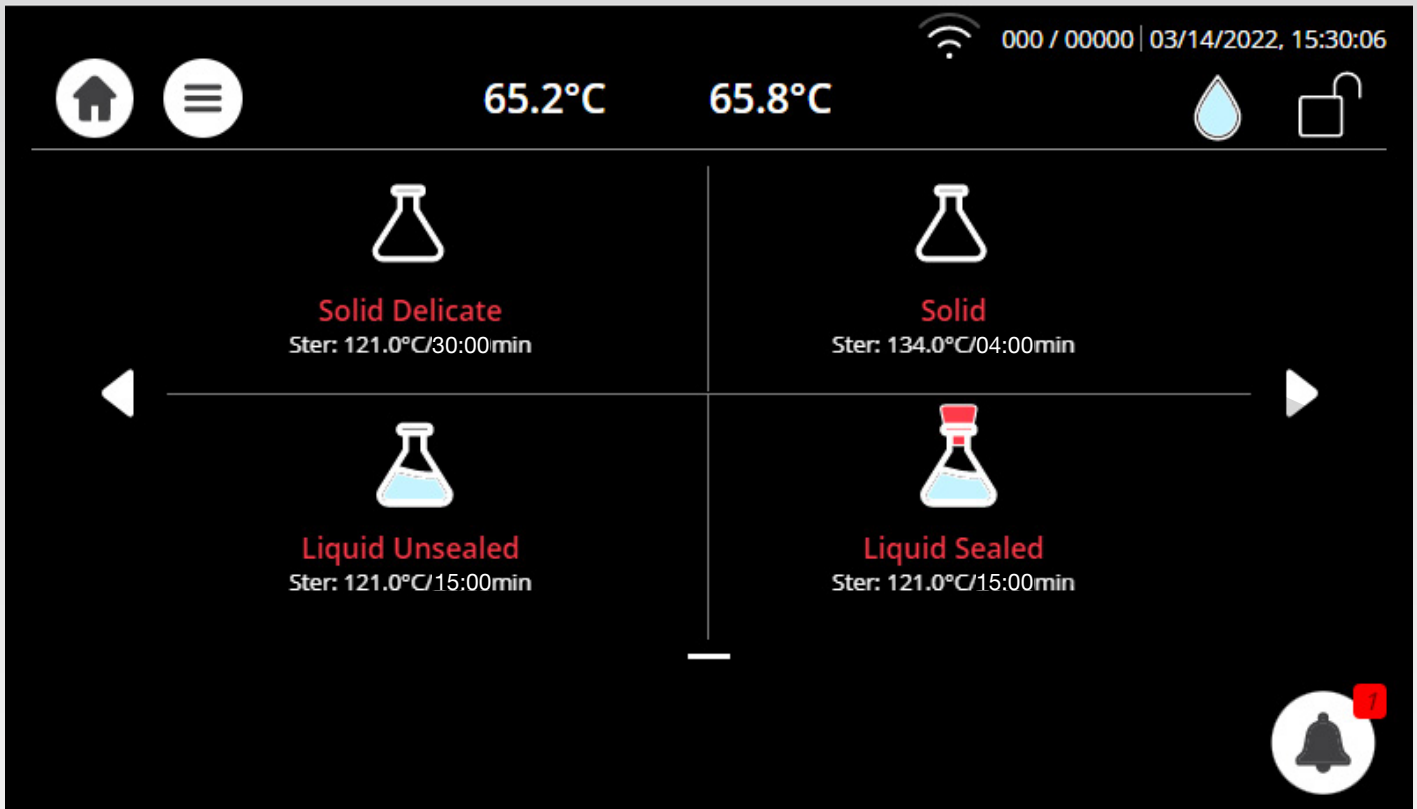 000 / 00000 | 03/14/2022, 15:30:06
65.2°C 65.8°C
Solid Delicate
Ster: 121.0°C/30:00min
Solid
Ster: 134.0°C/04:00min
Liquid Unsealed
Ster: 121.0°C/15:00min
Liquid Sealed
Ster: 121.0°C/15:00min
1